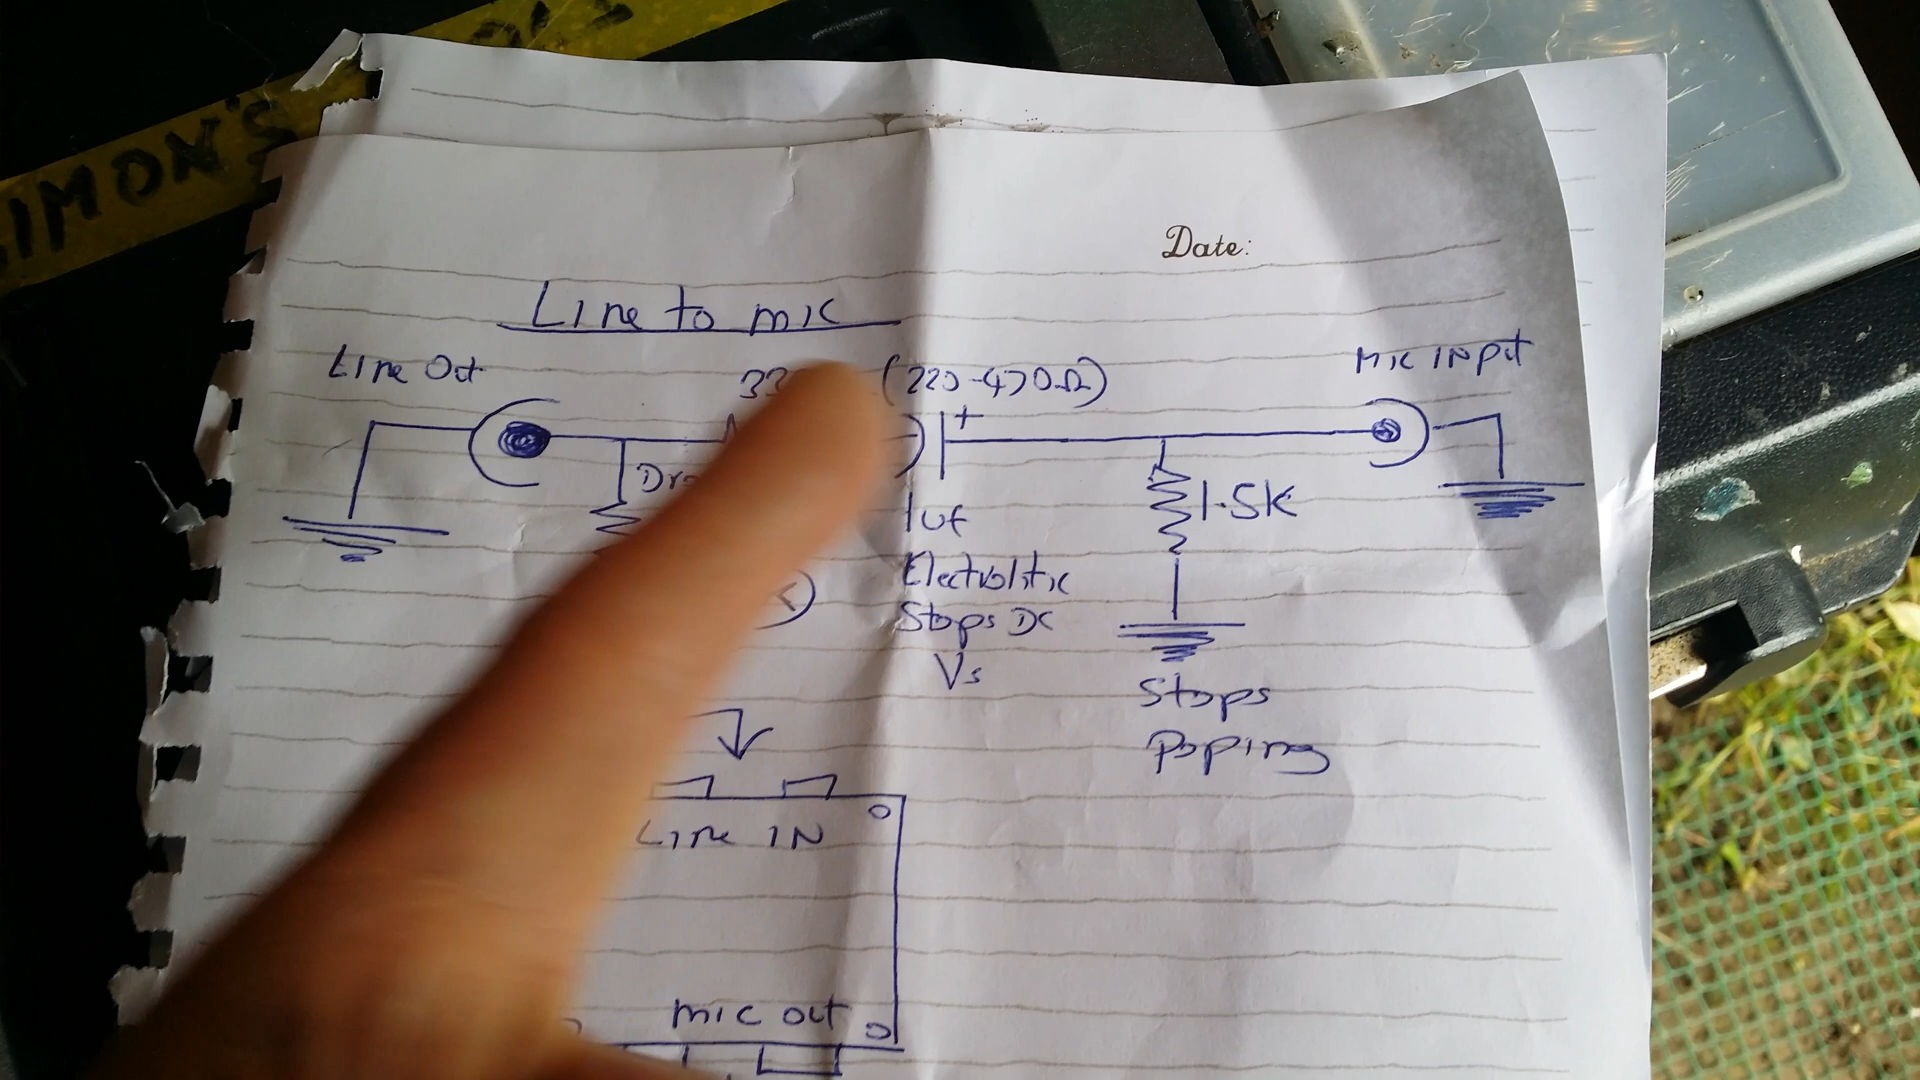 IMON'S
Date:
Line to mic
Line Out
Mic INput
(220-470Ω)
+
1uf
1.5K
Electrolitic
Stops DC
Vs
Stops
Poping
Line IN
mic out